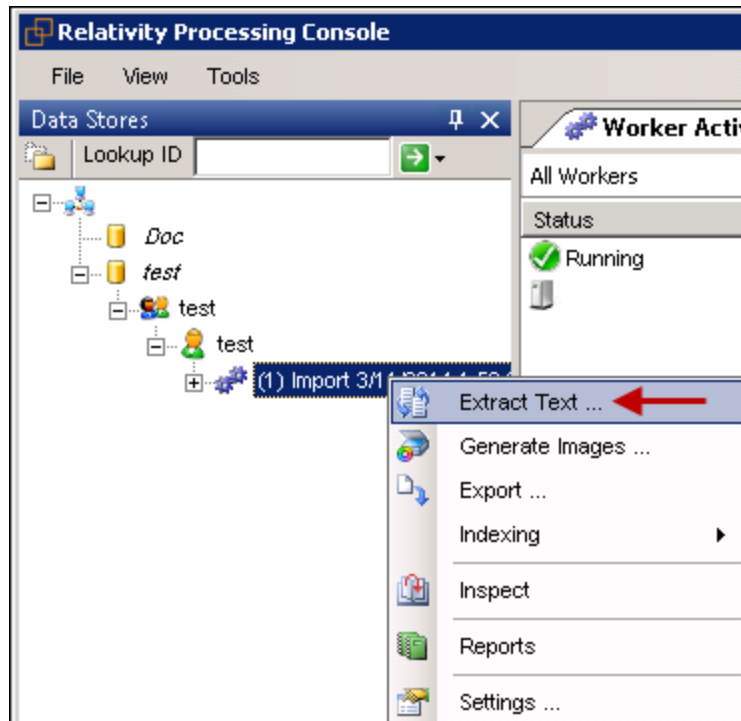 Relativity Processing Console
File View Tools
Data Stores
Worker
Lookup ID
All Workers
Status
Doc
Running
test
test
test
(1) Import
Extract Text ...
Generate Images ...
Export ...
Indexing
Inspect
Reports
Settings ...